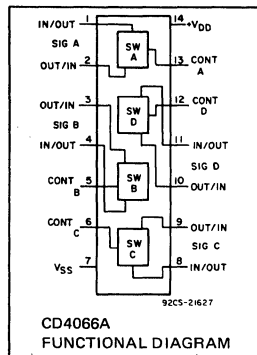 IN/OUT 1 14 +VDD
SIG A
SW A
OUT/IN 2 13 CONT A
OUT/IN 3 12 CONT D
SIG B
SW D
IN/OUT 4 11 IN/OUT
SIG D
CONT B 5 10 OUT/IN
SW B
CONT C 6 9 OUT/IN
SIG C
SW C
VSS 7 8 IN/OUT
92CS-21627
CD4066A
FUNCTIONAL DIAGRAM